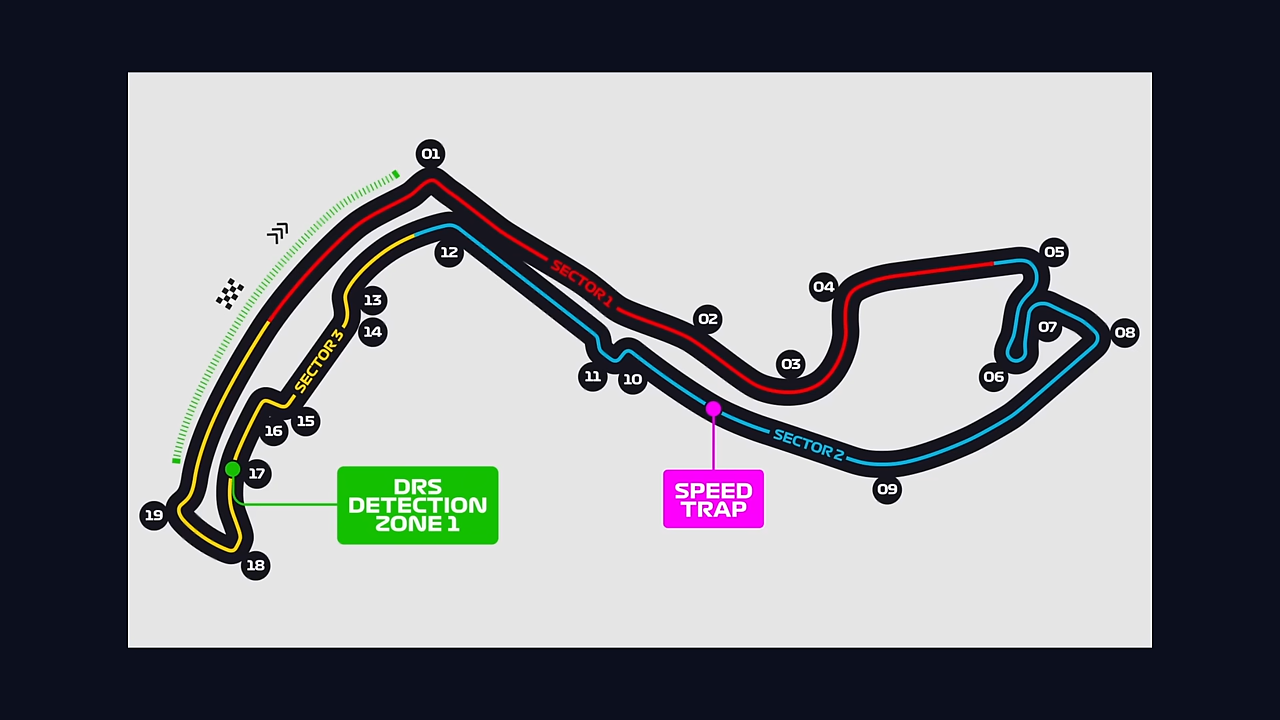 01
12
SECTOR 1
02
03
04
05
06
07
08
13
14
SECTOR 3
11
10
15
16
17
SECTOR 2
09
19
18
DRS
DETECTION
ZONE 1
SPEED
TRAP